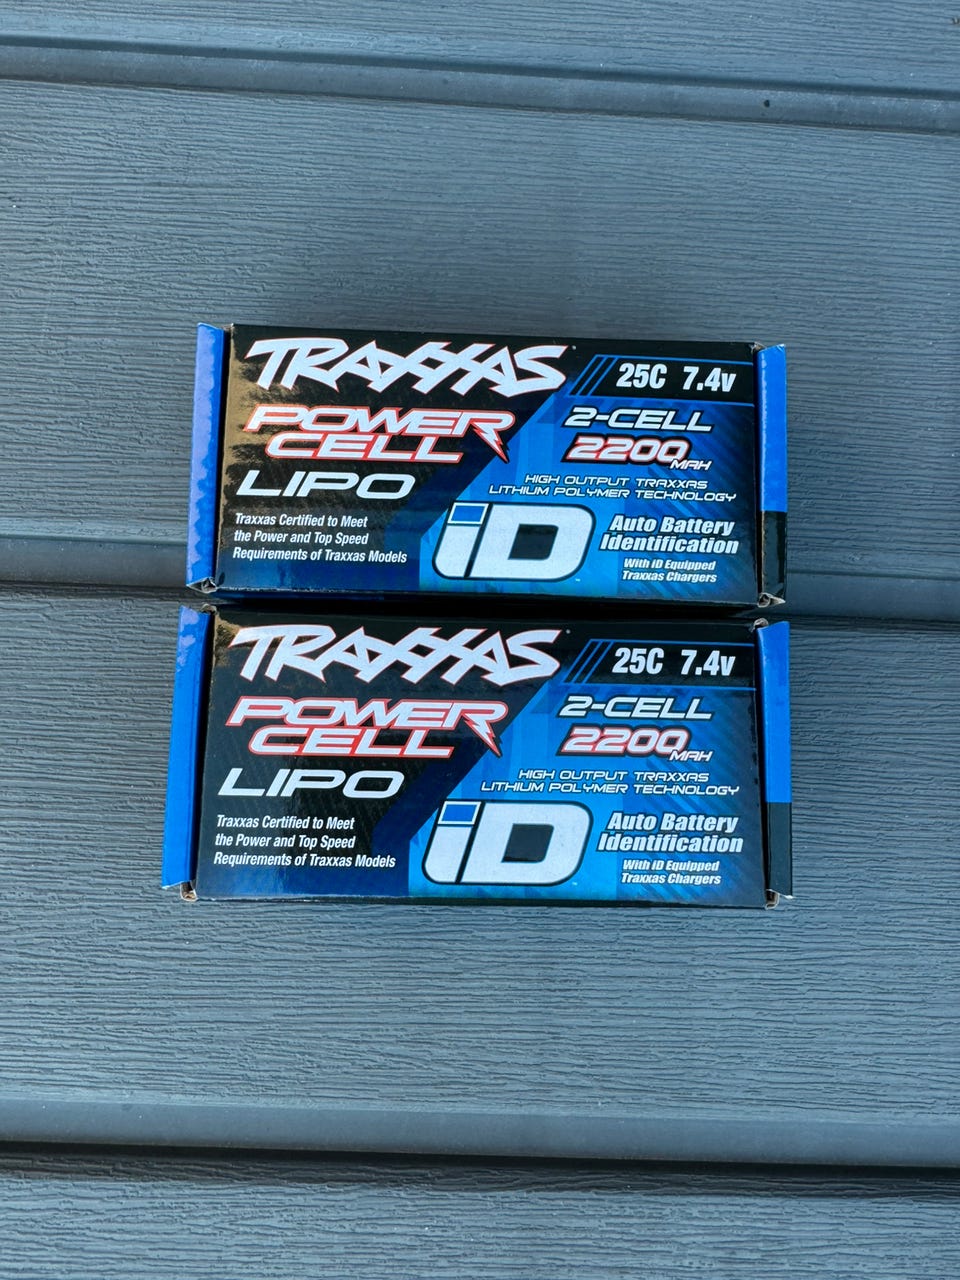 TRAXXAS
25C 7.4v
POWER
CELL
LIPO
2-CELL
2200
MAH
HIGH OUTPUT TRAXXAS
LITHIUM POLYMER TECHNOLOGY
Traxxas Certified to Meet
the Power and Top Speed
Requirements of Traxxas Models
iD
Auto Battery
Identification
With iD Equipped
Traxxas Chargers
TRAXXAS
25C 7.4v
POWER
CELL
LIPO
2-CELL
2200
MAH
HIGH OUTPUT TRAXXAS
LITHIUM POLYMER TECHNOLOGY
Traxxas Certified to Meet
the Power and Top Speed
Requirements of Traxxas Models
iD
Auto Battery
Identification
With iD Equipped
Traxxas Chargers